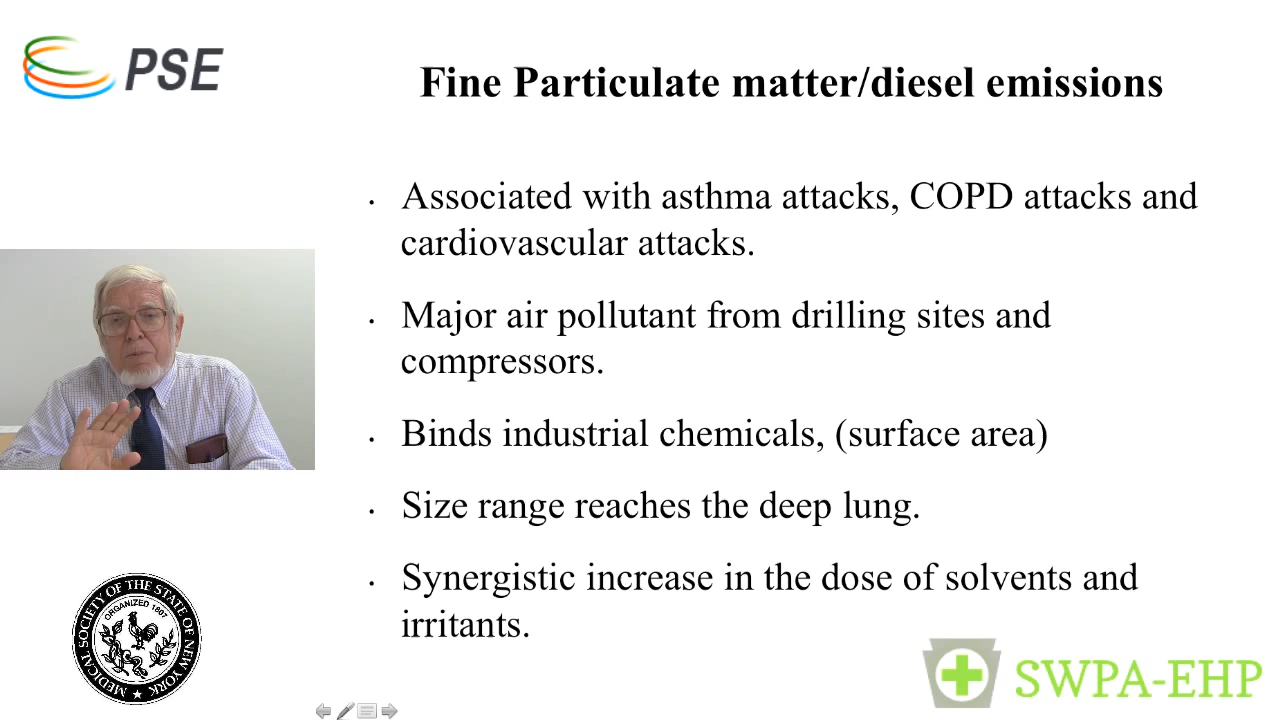 PSE
Fine Particulate matter/diesel emissions
• Associated with asthma attacks, COPD attacks and
cardiovascular attacks.
• Major air pollutant from drilling sites and
compressors.
• Binds industrial chemicals, (surface area)
• Size range reaches the deep lung.
• Synergistic increase in the dose of solvents and
irritants.
MEDICAL SOCIETY OF THE STATE OF NEW YORK
ORGANIZED 1807
SWPA-EHP